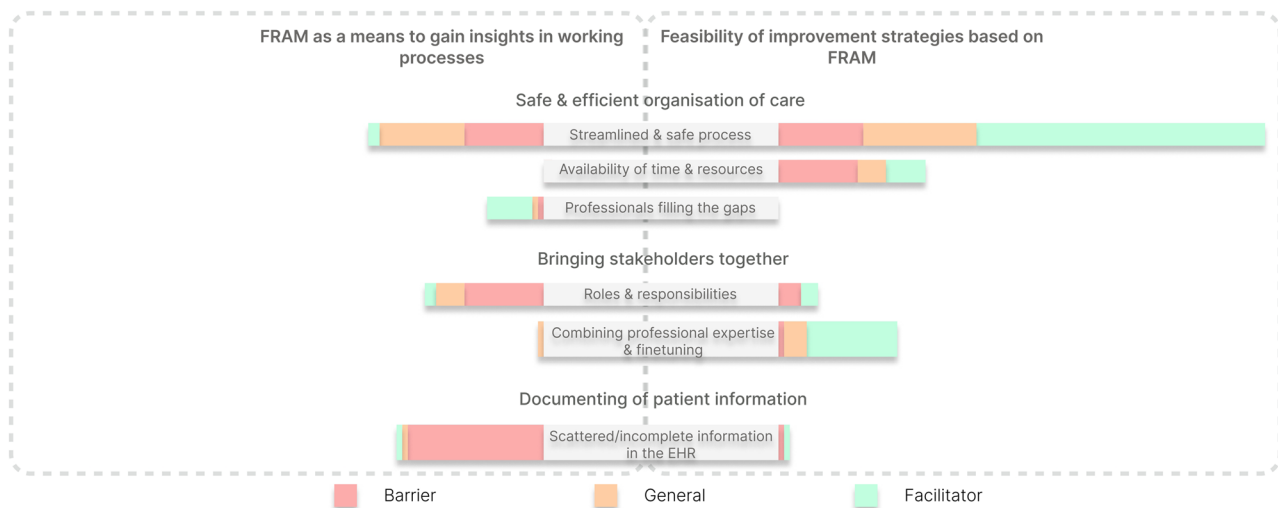 FRAM as a means to gain insights in working
processes
Feasibility of improvement strategies based on
FRAM
Safe & efficient organisation of care
Streamlined & safe process
Availability of time & resources
Professionals filling the gaps
Bringing stakeholders together
Roles & responsibilities
Combining professional expertise
& finetuning
Documenting of patient information
Scattered/incomplete information
in the EHR
Barrier
General
Facilitator